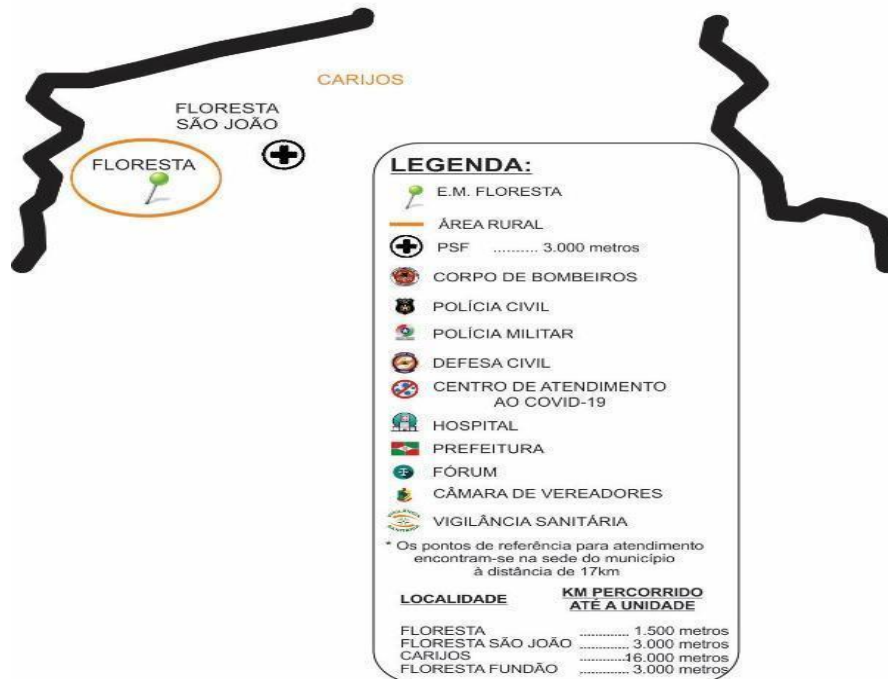 CARIJOS
FLORESTA
SÃO JOÃO
FLORESTA
LEGENDA:
E.M. FLORESTA
ÁREA RURAL
PSF .......... 3.000 metros
CORPO DE BOMBEIROS
POLÍCIA CIVIL
POLÍCIA MILITAR
DEFESA CIVIL
CENTRO DE ATENDIMENTO
AO COVID-19
HOSPITAL
PREFEITURA
FÓRUM
CÂMARA DE VEREADORES
VIGILÂNCIA SANITÁRIA
* Os pontos de referência para atendimento
encontram-se na sede do município
à distância de 17km
LOCALIDADE KM PERCORRIDO
ATÉ A UNIDADE
FLORESTA ............ 1.500 metros
FLORESTA SÃO JOÃO ............ 3.000 metros
CARIJOS ............16.000 metros
FLORESTA FUNDÃO ............ 3.000 metros